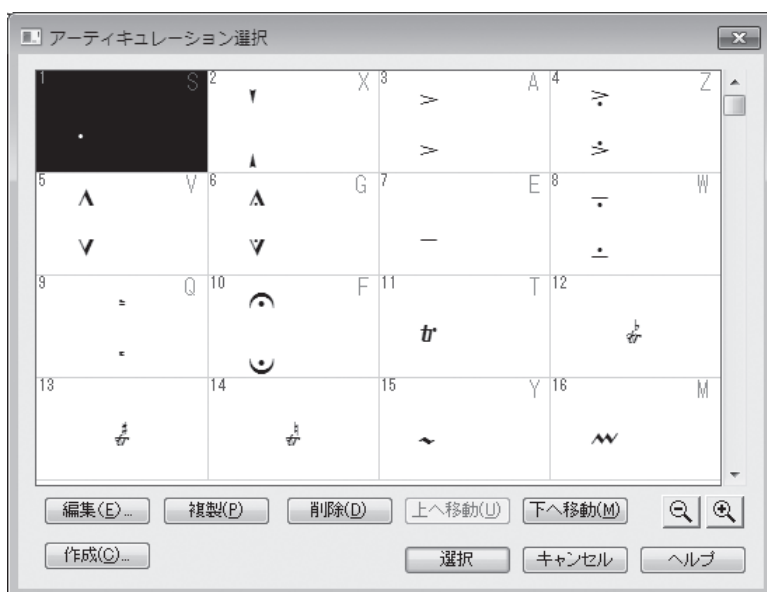 アーティキュレーション選択
1 S 2 X 3 A 4 Z
5 V 6 G 7 E 8 W
9 Q 10 F 11 T 12
tr
13 14 15 Y 16 M
編集(E)... 複製(P) 削除(D) 上へ移動(U) 下へ移動(M)
作成(C)... 選択 キャンセル ヘルプ